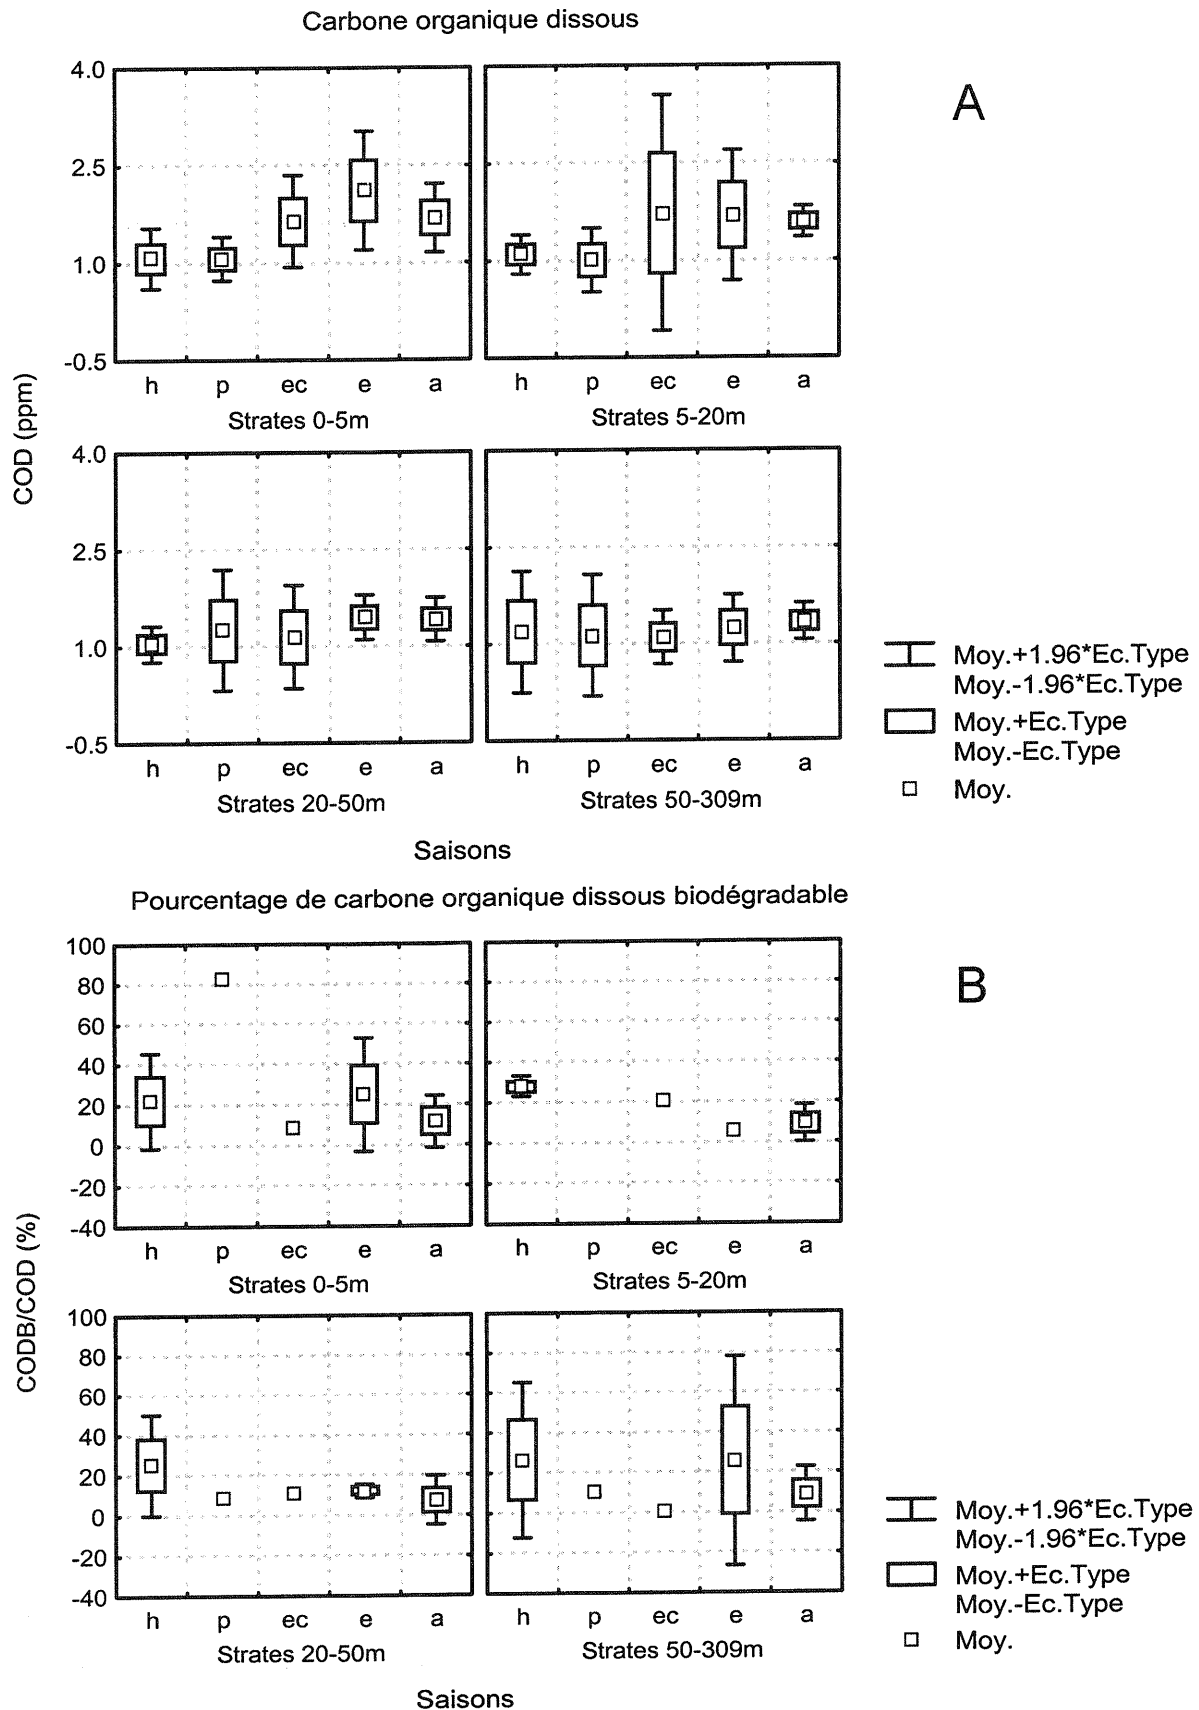 Carbone organique dissous
A
4.0
2.5
1.0
-0.5
h p ec e a
h p ec e a
Strates 0-5m
Strates 5-20m
COD (ppm)
4.0
2.5
1.0
-0.5
h p ec e a
h p ec e a
Strates 20-50m
Strates 50-309m
Moy.+1.96*Ec.Type
Moy.-1.96*Ec.Type
Moy.+Ec.Type
Moy.-Ec.Type
Moy.
Saisons
Pourcentage de carbone organique dissous biodégradable
B
100
80
60
40
20
0
-20
-40
h p ec e a
h p ec e a
Strates 0-5m
Strates 5-20m
CODB/COD (%)
100
80
60
40
20
0
-20
-40
h p ec e a
h p ec e a
Strates 20-50m
Strates 50-309m
Moy.+1.96*Ec.Type
Moy.-1.96*Ec.Type
Moy.+Ec.Type
Moy.-Ec.Type
Moy.
Saisons